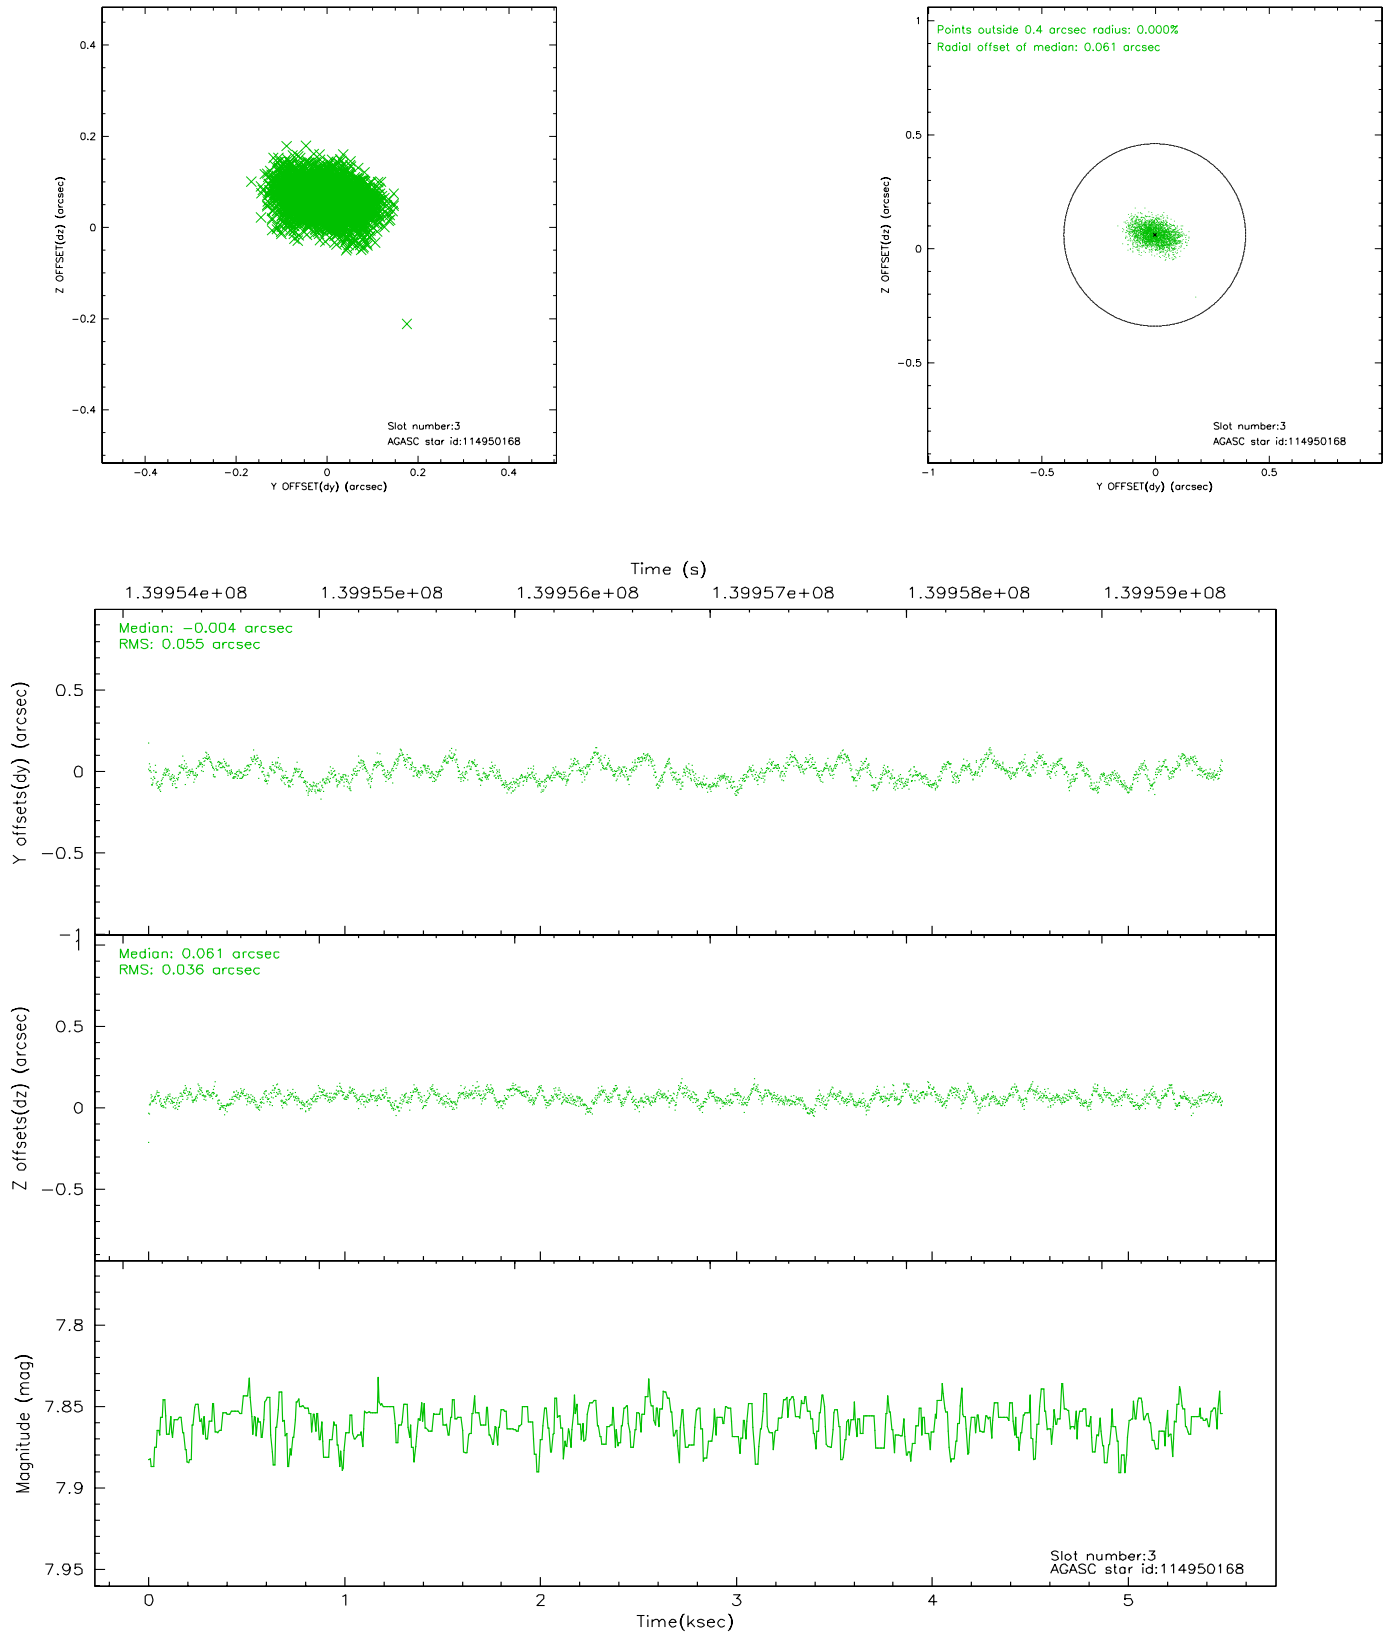 0.4
0.2
0
−0.2
−0.4
Z OFFSET(dz) (arcsec)
Slot number:3
AGASC star id:114950168
−0.4 −0.2 0 0.2 0.4
Y OFFSET(dy) (arcsec)
Points outside 0.4 arcsec radius: 0.000%
Radial offset of median: 0.061 arcsec
1
0.5
0
−0.5
Z OFFSET(dz) (arcsec)
Slot number:3
AGASC star id:114950168
−1 −0.5 0 0.5
Y OFFSET(dy) (arcsec)
Time (s)
1.39954e+08 1.39955e+08 1.39956e+08 1.39957e+08 1.39958e+08 1.39959e+08
Median: −0.004 arcsec
RMS: 0.055 arcsec
0.5
0
−0.5
−1
Y offsets(dy) (arcsec)
1
Median: 0.061 arcsec
RMS: 0.036 arcsec
0.5
0
−0.5
Z offsets(dz) (arcsec)
7.8
7.85
7.9
7.95
Magnitude (mag)
Slot number:3
AGASC star id:114950168
0 1 2 3 4 5
Time(ksec)